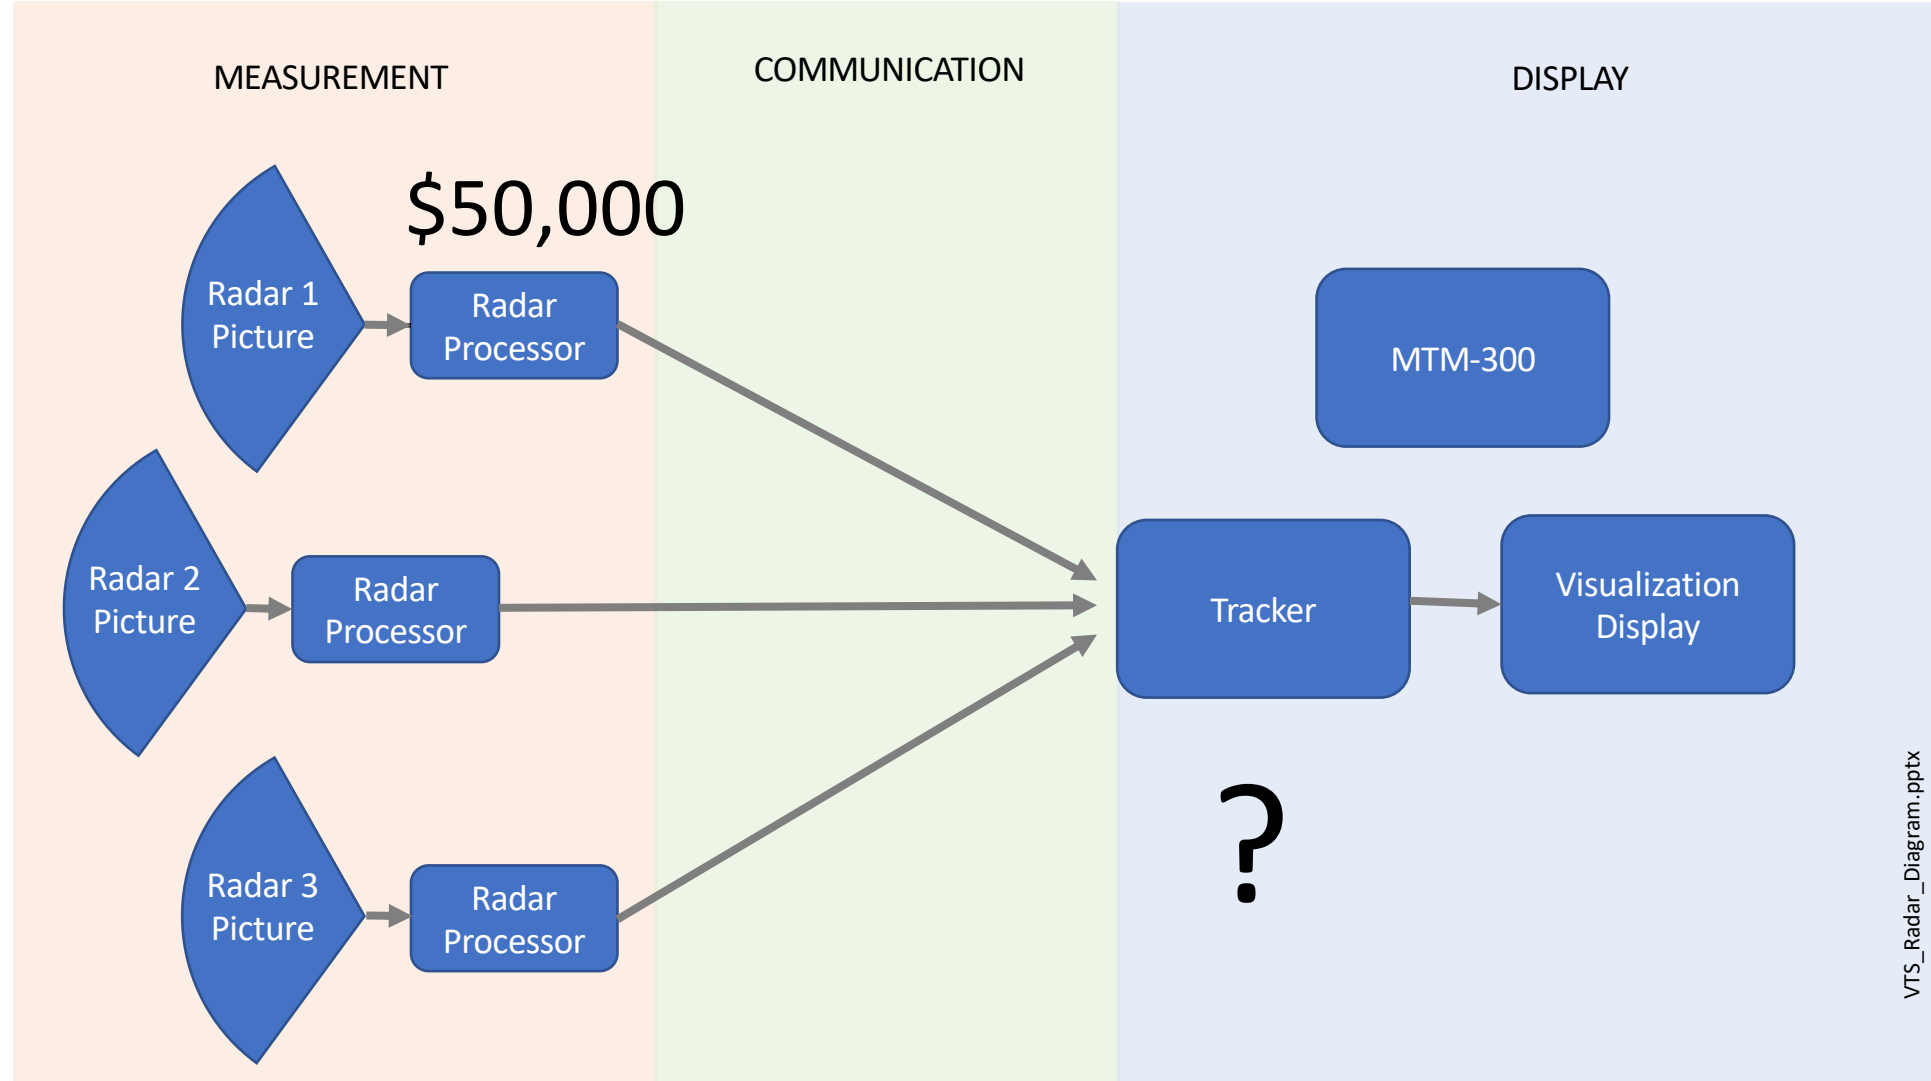 MEASUREMENT
COMMUNICATION
DISPLAY
$50,000
Radar 1
Picture
Radar
Processor
MTM-300
Radar 2
Picture
Radar
Processor
Tracker
Visualization
Display
Radar 3
Picture
Radar
Processor
?
VTS_Radar_Diagram.pptx